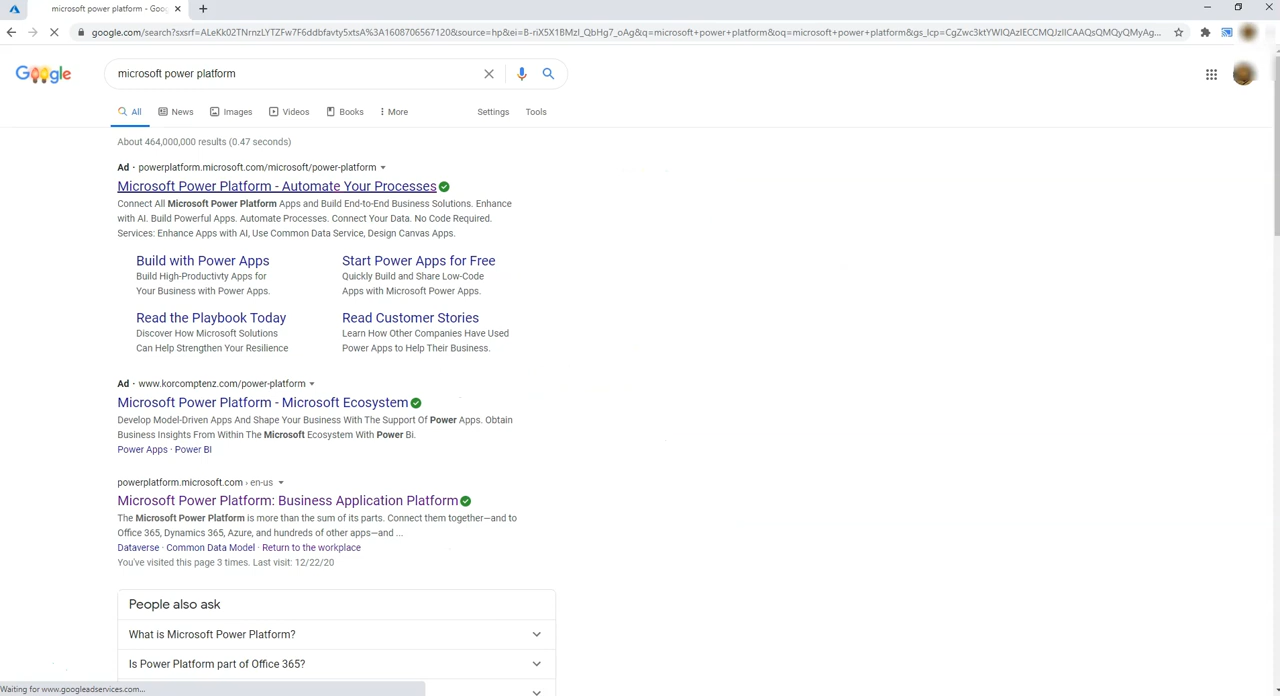 microsoft power platform - Goo
google.com/search?sxsrf=ALeKk02TNrnzLYTZFw7F6ddbfavty5xtsA%3A1608706567120&source=hp&ei=B-riX5X1BMzI_QbHg7_oAg&q=microsoft+power+platform&oq=microsoft+power+platform&gs_lcp=CgZwc3ktYWIQAzIECCMQJzIICAAQsQMQyQMyAg...
Google
microsoft power platform
All News Images Videos Books More Settings Tools
About 464,000,000 results (0.47 seconds)
Ad · powerplatform.microsoft.com/microsoft/power-platform
Microsoft Power Platform - Automate Your Processes
Connect All Microsoft Power Platform Apps and Build End-to-End Business Solutions. Enhance
with AI. Build Powerful Apps. Automate Processes. Connect Your Data. No Code Required.
Services: Enhance Apps with AI, Use Common Data Service, Design Canvas Apps.
Build with Power Apps
Build High-Productivty Apps for
Your Business with Power Apps.
Start Power Apps for Free
Quickly Build and Share Low-Code
Apps with Microsoft Power Apps.
Read the Playbook Today
Discover How Microsoft Solutions
Can Help Strengthen Your Resilience
Read Customer Stories
Learn How Other Companies Have Used
Power Apps to Help Their Business.
Ad · www.korcomptenz.com/power-platform
Microsoft Power Platform - Microsoft Ecosystem
Develop Model-Driven Apps And Shape Your Business With The Support Of Power Apps. Obtain
Business Insights From Within The Microsoft Ecosystem With Power Bi.
Power Apps · Power BI
powerplatform.microsoft.com › en-us
Microsoft Power Platform: Business Application Platform
The Microsoft Power Platform is more than the sum of its parts. Connect them together—and to
Office 365, Dynamics 365, Azure, and hundreds of other apps—and ...
Dataverse · Common Data Model · Return to the workplace
You've visited this page 3 times. Last visit: 12/22/20
People also ask
What is Microsoft Power Platform?
Is Power Platform part of Office 365?
Waiting for www.googleadservices.com...